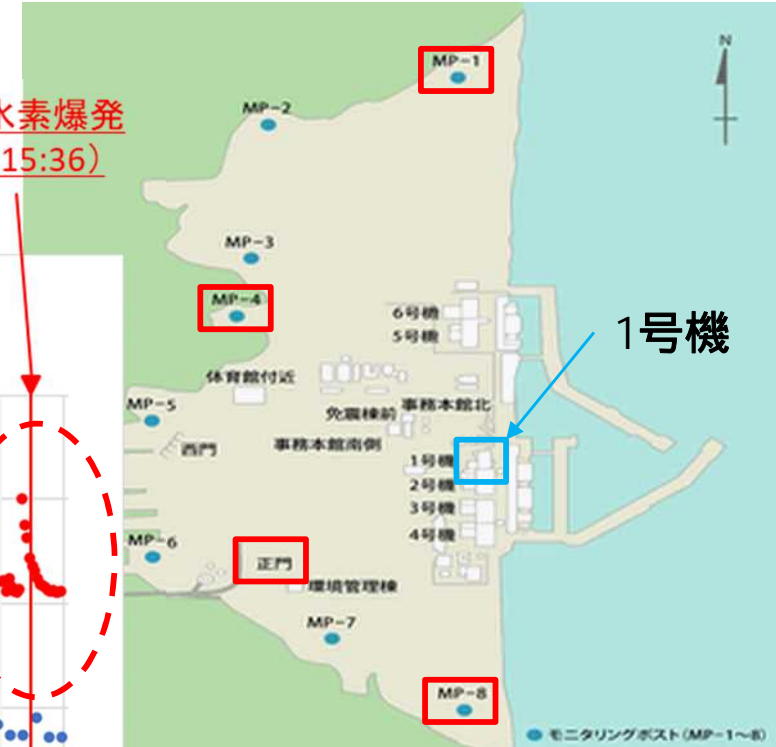 水素爆発
15:36）
N
MP-1
MP-2
MP-3
MP-4
6号機
5号機
1号機
体育館付近
MP-5
免震棟前
事務本館北
西門
事務本館南側
1号機
2号機
3号機
4号機
MP-6
正門
環境管理棟
MP-7
MP-8
モニタリングポスト（MP-1～8）